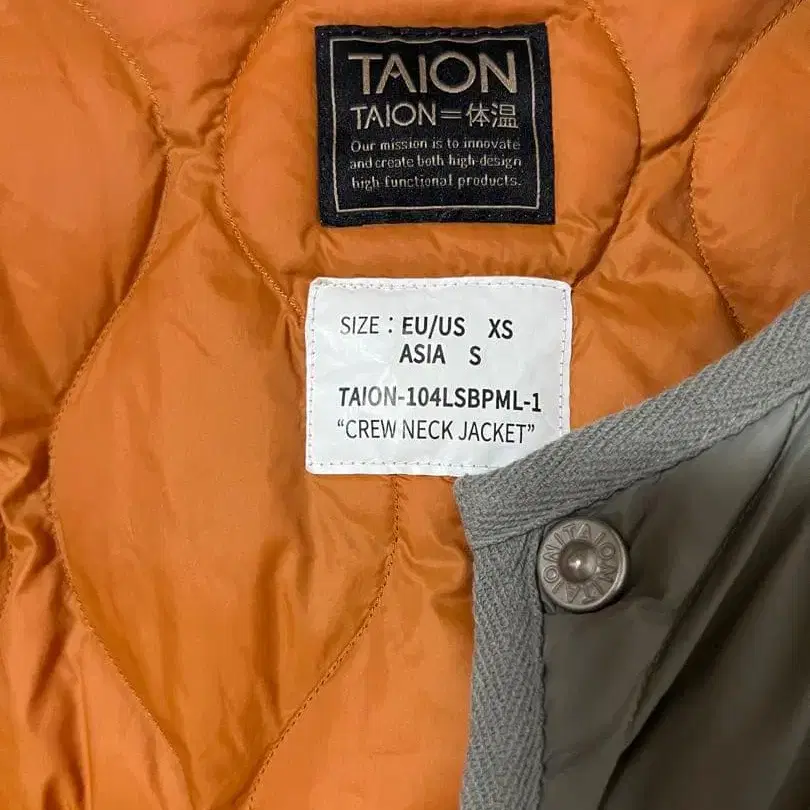 TAION
TAION=体温
Our mission is to innovate
and create both high-design
high-functional products.
SIZE : EU/US XS
ASIA S
TAION-104LSBPML-1
“CREW NECK JACKET”
TAION
TAION